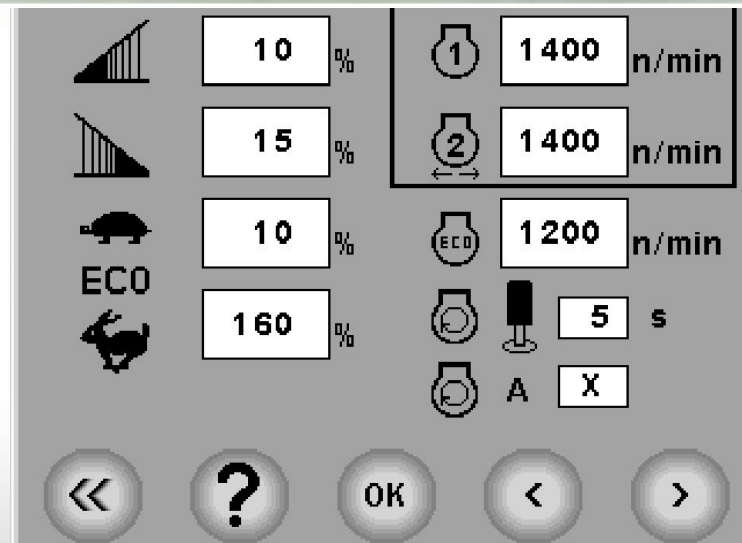 10 % 1 1400 n/min
15 % 2 1400 n/min
10 % ECO 1200 n/min
ECO
160 % 5 s
A X
« ? OK < >